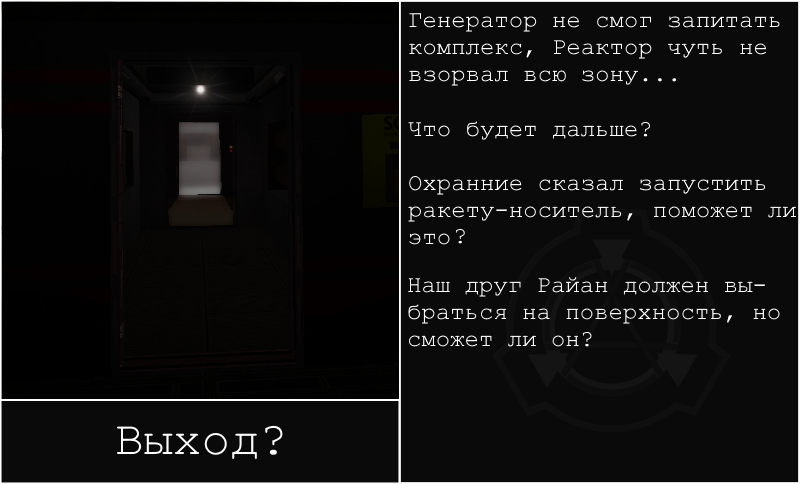 Генератор не смог запитать
комплекс, Реактор чуть не
взорвал всю зону...
Что будет дальше?
Охранние сказал запустить
ракету-носитель, поможет ли
это?
Наш друг Райан должен вы-
браться на поверхность, но
сможет ли он?
Выход?